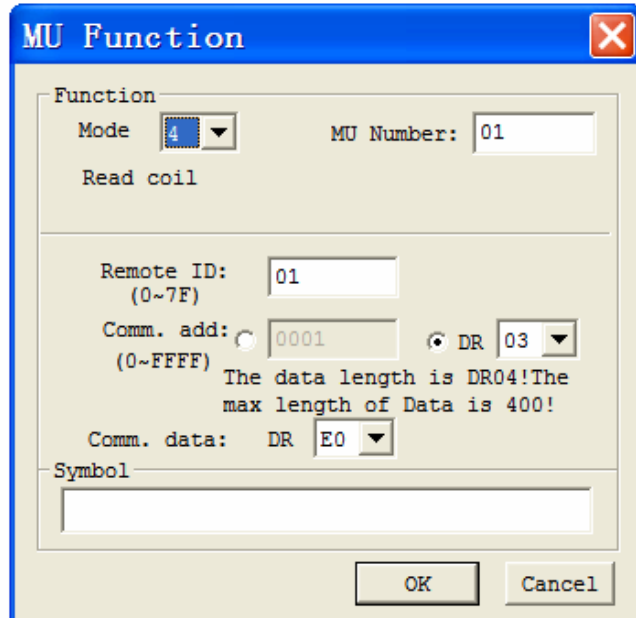 MU Function
Function
Mode 4 MU Number: 01
Read coil
Remote ID: 01
(0~7F)
Comm. add: 0001 DR 03
(0~FFFF)
The data length is DR04!The
max length of Data is 400!
Comm. data: DR E0
Symbol
OK Cancel